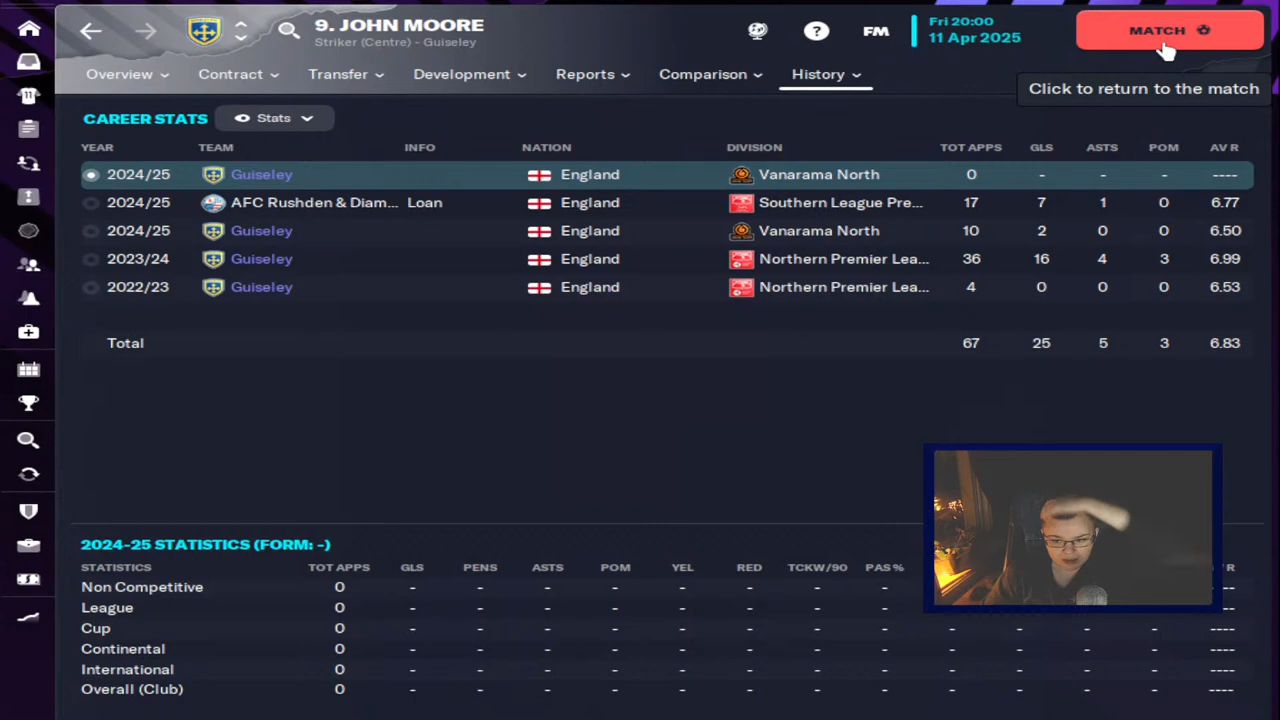 9. JOHN MOORE
Striker (Centre) - Guiseley
FM
Fri 20:00
11 Apr 2025
MATCH
Click to return to the match
Overview Contract Transfer Development Reports Comparison History
CAREER STATS Stats
YEAR TEAM INFO NATION DIVISION TOT APPS GLS ASTS POM AV R
2024/25 Guiseley England Vanarama North 0 - - - ----
2024/25 AFC Rushden & Diam... Loan England Southern League Pre... 17 7 1 0 6.77
2024/25 Guiseley England Vanarama North 10 2 0 0 6.50
2023/24 Guiseley England Northern Premier Lea... 36 16 4 3 6.99
2022/23 Guiseley England Northern Premier Lea... 4 0 0 0 6.53
Total 67 25 5 3 6.83
2024-25 STATISTICS (FORM: -)
STATISTICS TOT APPS GLS PENS ASTS POM YEL RED TCKW/90 PAS %
Non Competitive 0 - - - - - - - -
League 0 - - - - - - - -
Cup 0 - - - - - - - - - - - ----
Continental 0 - - - - - - - - - - - ----
International 0 - - - - - - - - - - - ----
Overall (Club) 0 - - - - - - - - - - - ----